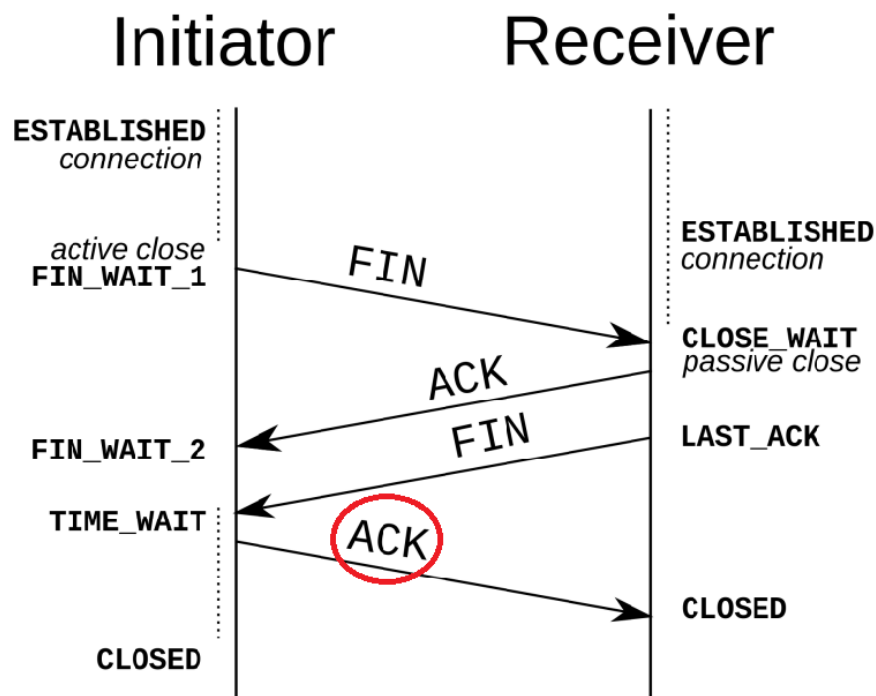 Initiator
Receiver
ESTABLISHED
connection
active close
FIN_WAIT_1
FIN
ESTABLISHED
connection
CLOSE_WAIT
passive close
ACK
FIN_WAIT_2
FIN
LAST_ACK
TIME_WAIT
ACK
CLOSED
CLOSED